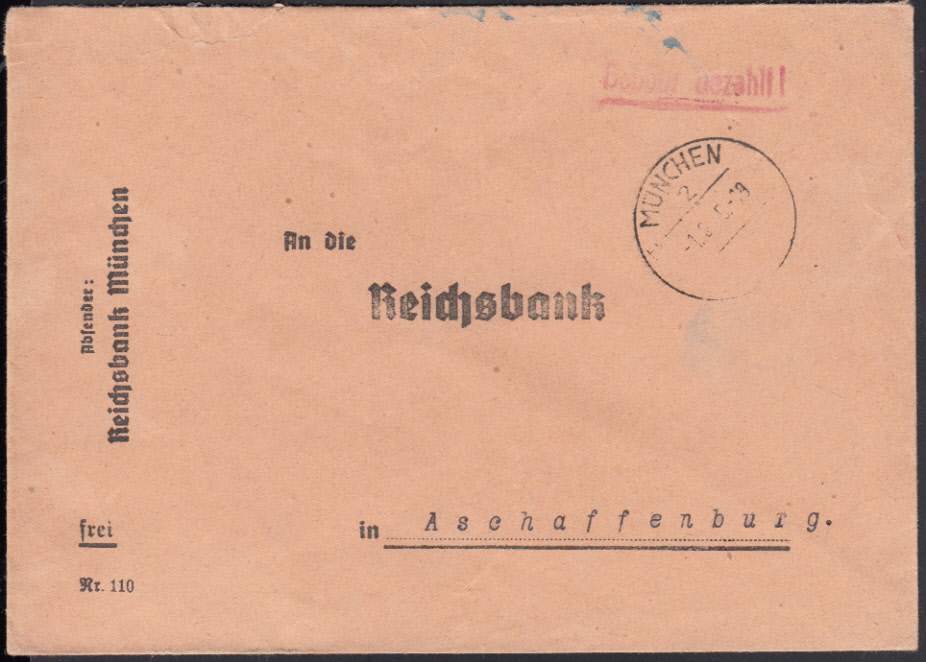 Gebühr bezahlt!
MÜNCHEN
2
An die
Reichsbank
Absender:
Reichsbank München
in Aschaffenburg.
frei
Nr. 110